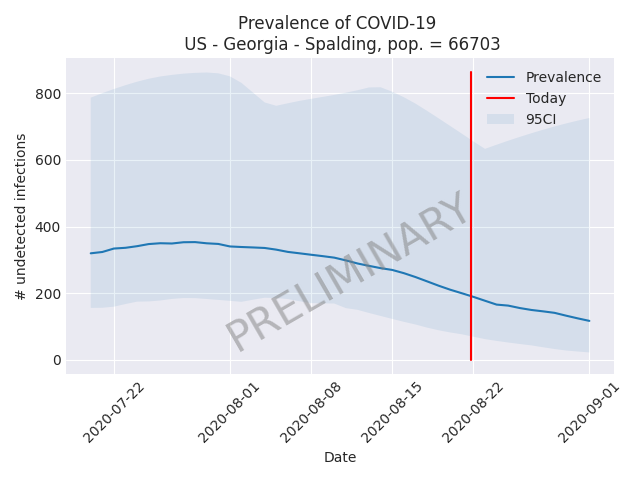 Prevalence of COVID-19
US - Georgia - Spalding, pop. = 66703
Prevalence
Today
95CI
800
600
400
200
0
# undetected infections
PRELIMINARY
2020-07-22
2020-08-01
2020-08-08
2020-08-15
2020-08-22
2020-09-01
Date